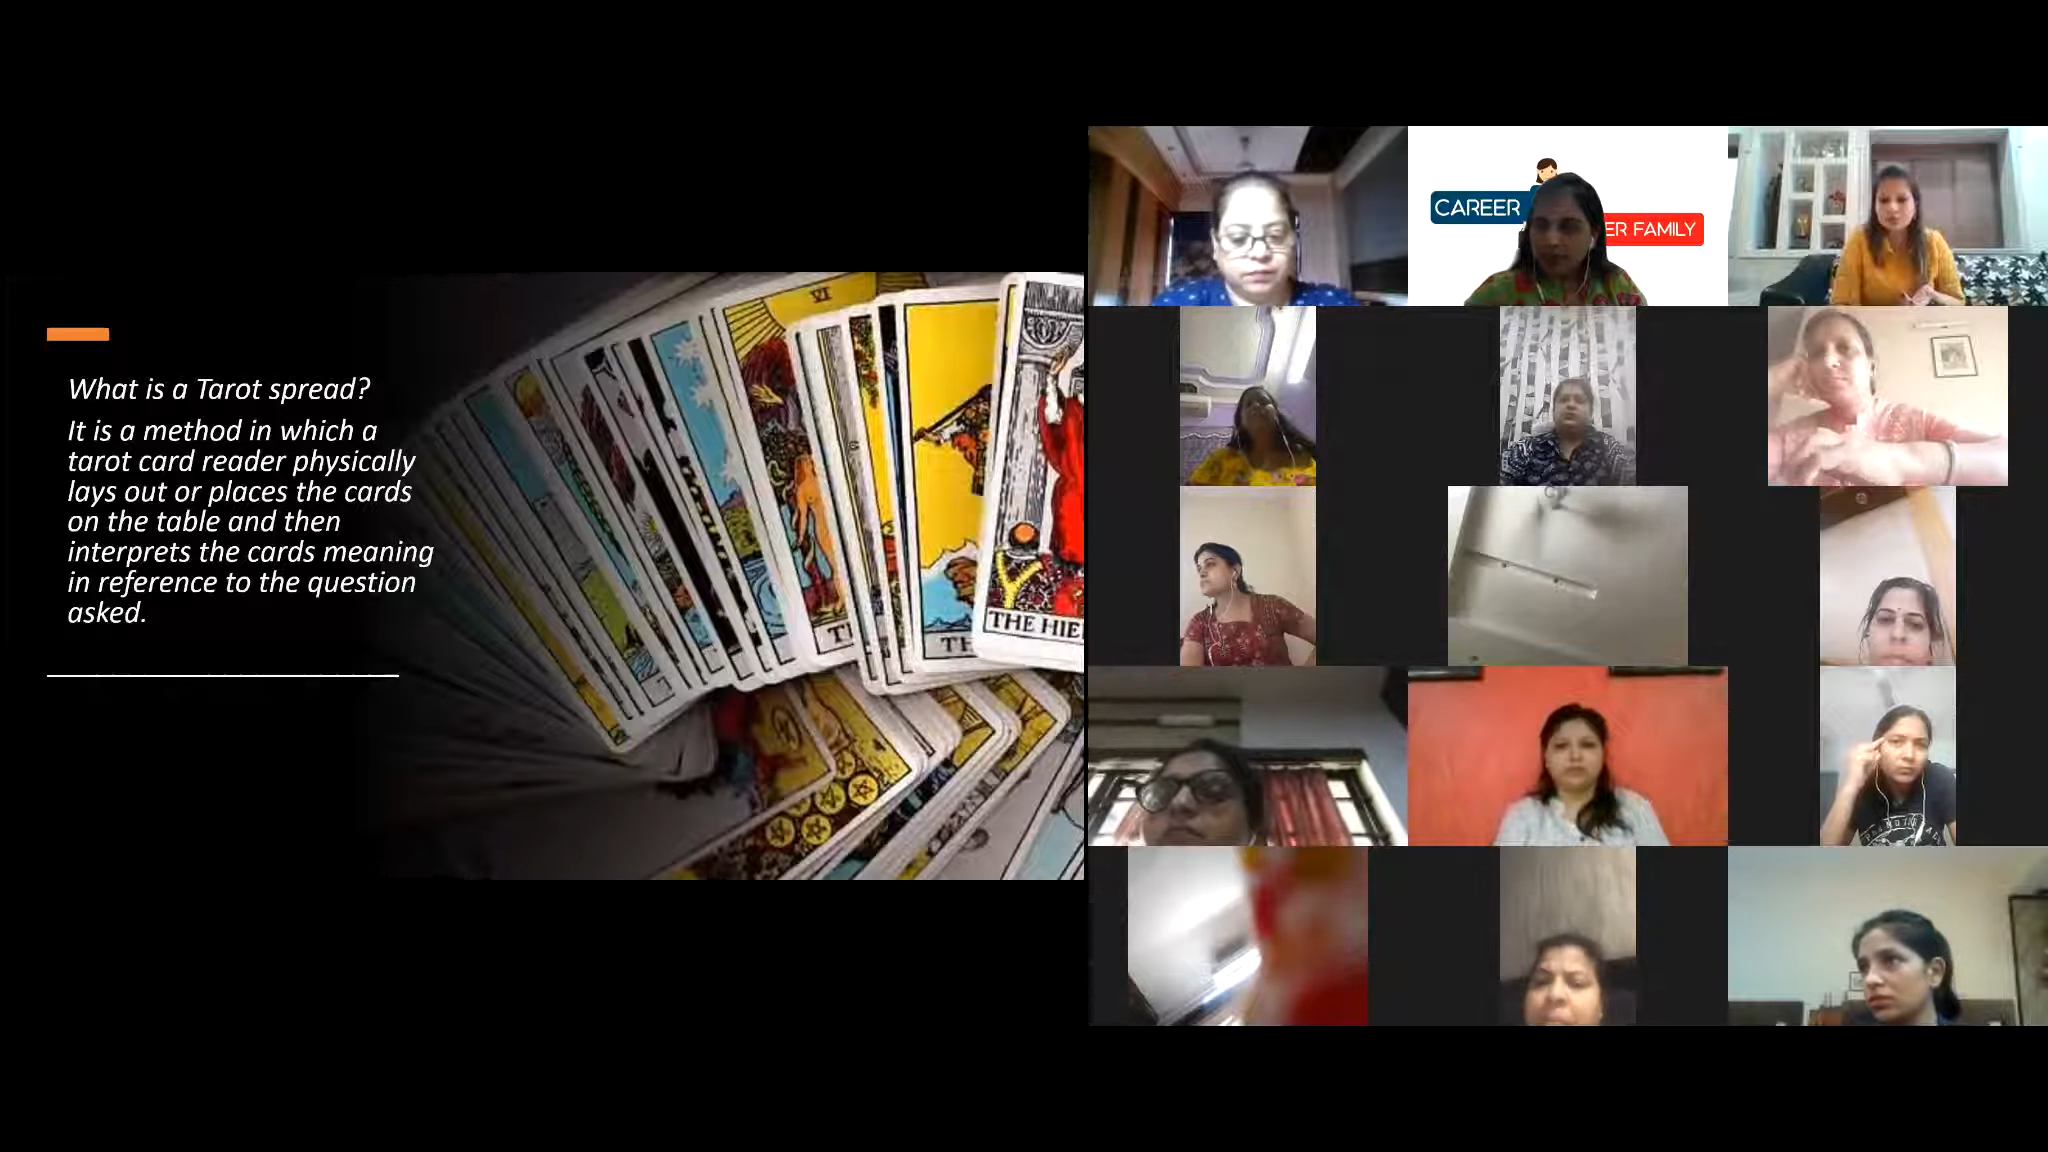 What is a Tarot spread?
It is a method in which a
tarot card reader physically
lays out or places the cards
on the table and then
interprets the cards meaning
in reference to the question
asked.
VI
TH
TH
THE HIE
CAREER
ER FAMILY